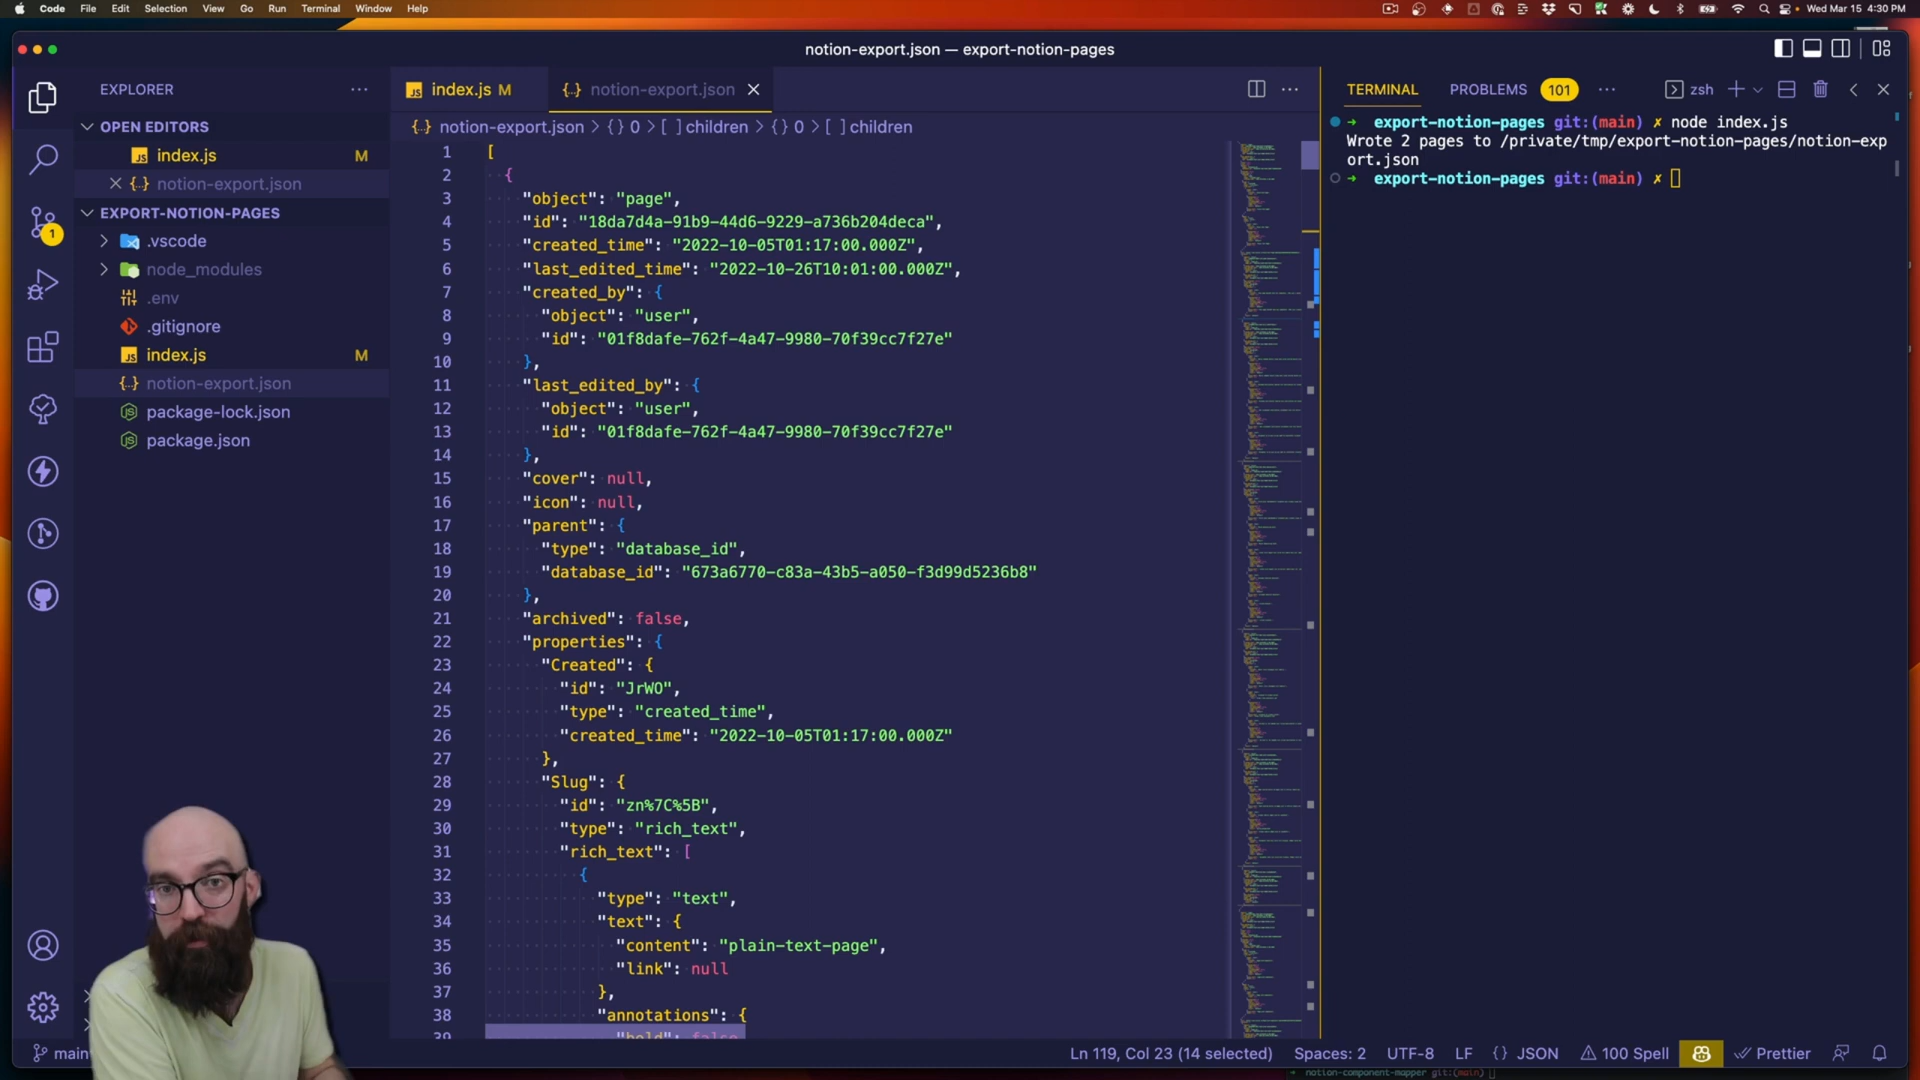 Code File Edit Selection View Go Run Terminal Window Help
Wed Mar 15 4:30 PM
notion-export.json — export-notion-pages
EXPLORER
OPEN EDITORS
index.js M
notion-export.json
EXPORT-NOTION-PAGES
.vscode
node_modules
.env
.gitignore
index.js M
notion-export.json
package-lock.json
package.json
1
main
index.js M
{..} notion-export.json
{..} notion-export.json > {} 0 > [ ] children > {} 0 > [ ] children
1 [
2 {
3 "object": "page",
4 "id": "18da7d4a-91b9-44d6-9229-a736b204deca",
5 "created_time": "2022-10-05T01:17:00.000Z",
6 "last_edited_time": "2022-10-26T10:01:00.000Z",
7 "created_by": {
8 "object": "user",
9 "id": "01f8dafe-762f-4a47-9980-70f39cc7f27e"
10 },
11 "last_edited_by": {
12 "object": "user",
13 "id": "01f8dafe-762f-4a47-9980-70f39cc7f27e"
14 },
15 "cover": null,
16 "icon": null,
17 "parent": {
18 "type": "database_id",
19 "database_id": "673a6770-c83a-43b5-a050-f3d99d5236b8"
20 },
21 "archived": false,
22 "properties": {
23 "Created": {
24 "id": "JrWO",
25 "type": "created_time",
26 "created_time": "2022-10-05T01:17:00.000Z"
27 },
28 "Slug": {
29 "id": "zn%7C%5B",
30 "type": "rich_text",
31 "rich_text": [
32 {
33 "type": "text",
34 "text": {
35 "content": "plain-text-page",
36 "link": null
37 },
38 "annotations": {
39 "bold": false
TERMINAL PROBLEMS 101 zsh
export-notion-pages git:(main) ✗ node index.js
Wrote 2 pages to /private/tmp/export-notion-pages/notion-exp
ort.json
export-notion-pages git:(main) ✗
Ln 119, Col 23 (14 selected) Spaces: 2 UTF-8 LF {} JSON 100 Spell Prettier
notion-component-mapper git:(main)